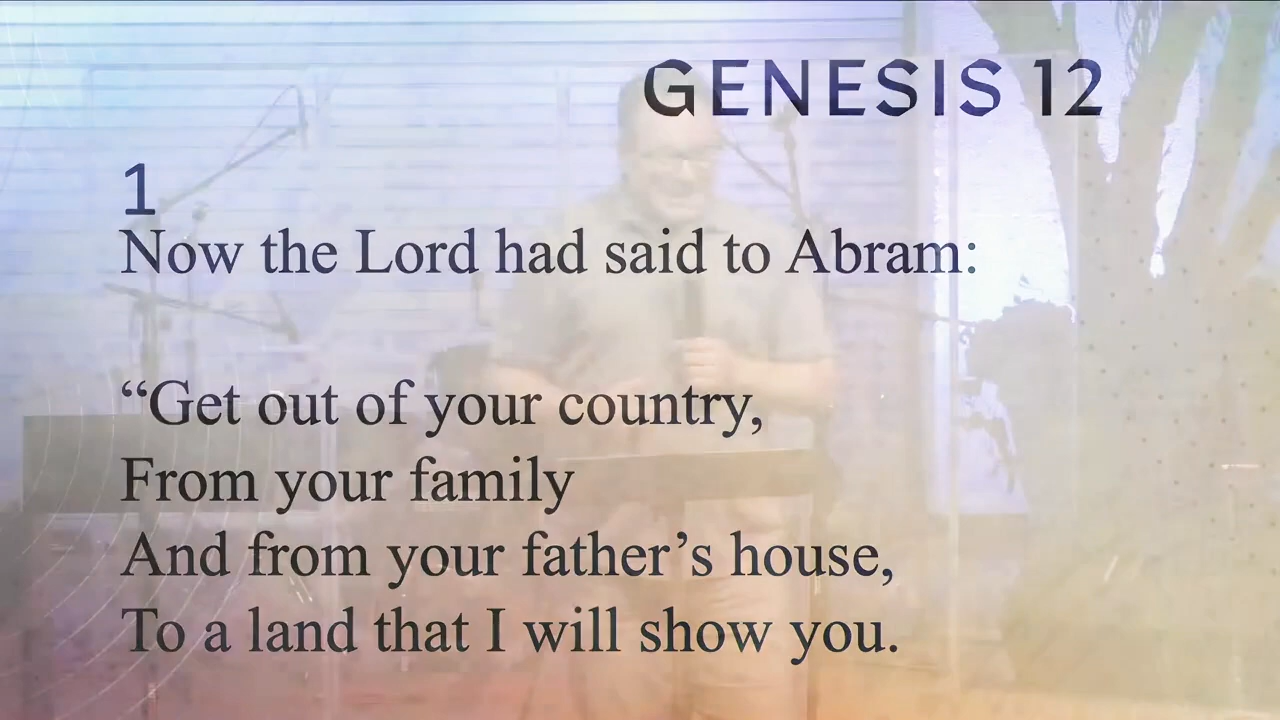 GENESIS 12
1
Now the Lord had said to Abram:
“Get out of your country,
From your family
And from your father’s house,
To a land that I will show you.